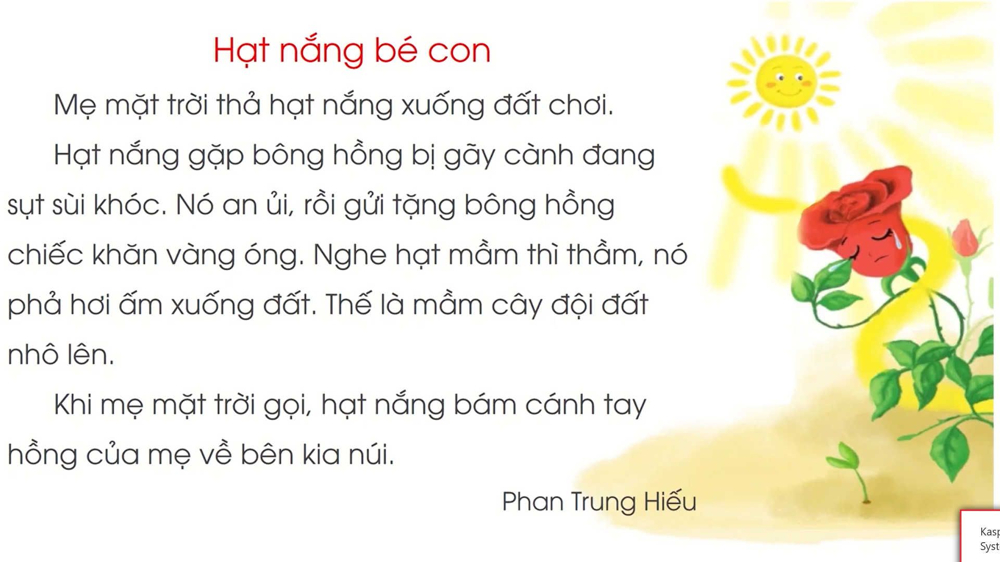 Hạt nắng bé con
Mẹ mặt trời thả hạt nắng xuống đất chơi.
Hạt nắng gặp bông hồng bị gãy cành đang
sụt sùi khóc. Nó an ủi, rồi gửi tặng bông hồng
chiếc khăn vàng óng. Nghe hạt mầm thì thầm, nó
phả hơi ấm xuống đất. Thế là mầm cây đội đất
nhô lên.
Khi mẹ mặt trời gọi, hạt nắng bám cánh tay
hồng của mẹ về bên kia núi.
Phan Trung Hiếu